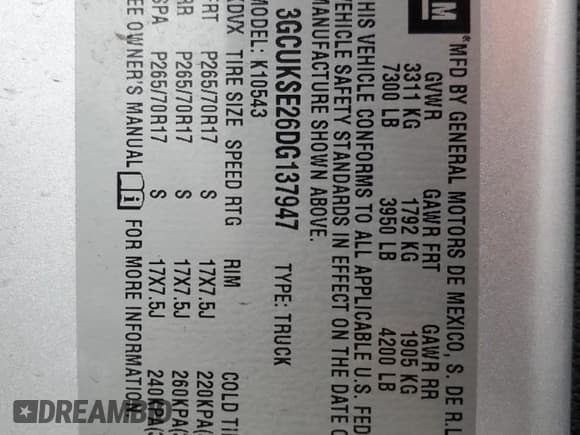 GM
*MFD BY GENERAL MOTORS DE MEXICO, S. DE R.L
GVWR GAWR FRT GAWR RR
3311 KG 1792 KG 1905 KG
7300 LB 3950 LB 4200 LB
THIS VEHICLE CONFORMS TO ALL APPLICABLE U.S. FED
VEHICLE SAFETY STANDARDS IN EFFECT ON THE DATE O
MANUFACTURE SHOWN ABOVE.
3GCUKSE26DG137947 TYPE: TRUCK
MODEL: K10543
KDVX TIRE SIZE SPEED RTG RIM COLD TI
FRT P265/70R17 S 17X7.5J 220KPA(
RR P265/70R17 S 17X7.5J 260KPA(
SPA P265/70R17 S 17X7.5J 240KPA(
EE OWNER'S MANUAL FOR MORE INFORMATION.
DREAMBID